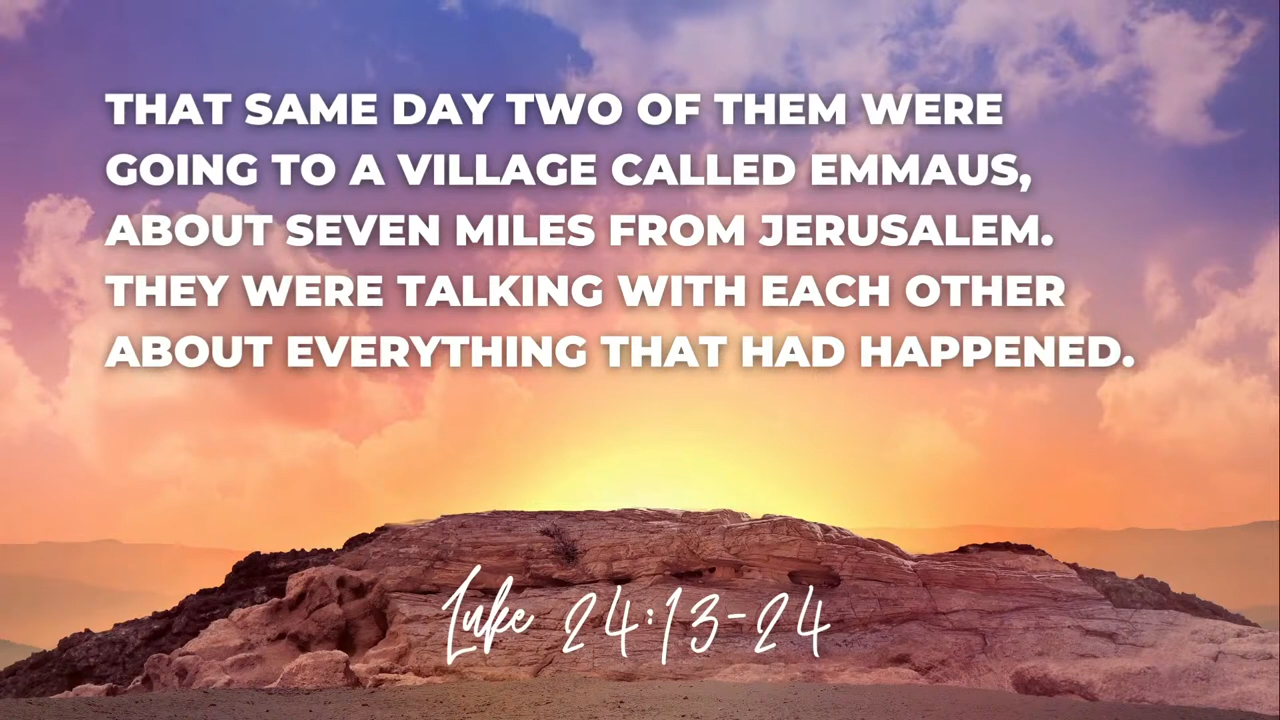 THAT SAME DAY TWO OF THEM WERE
GOING TO A VILLAGE CALLED EMMAUS,
ABOUT SEVEN MILES FROM JERUSALEM.
THEY WERE TALKING WITH EACH OTHER
ABOUT EVERYTHING THAT HAD HAPPENED.
Luke 24:13-24